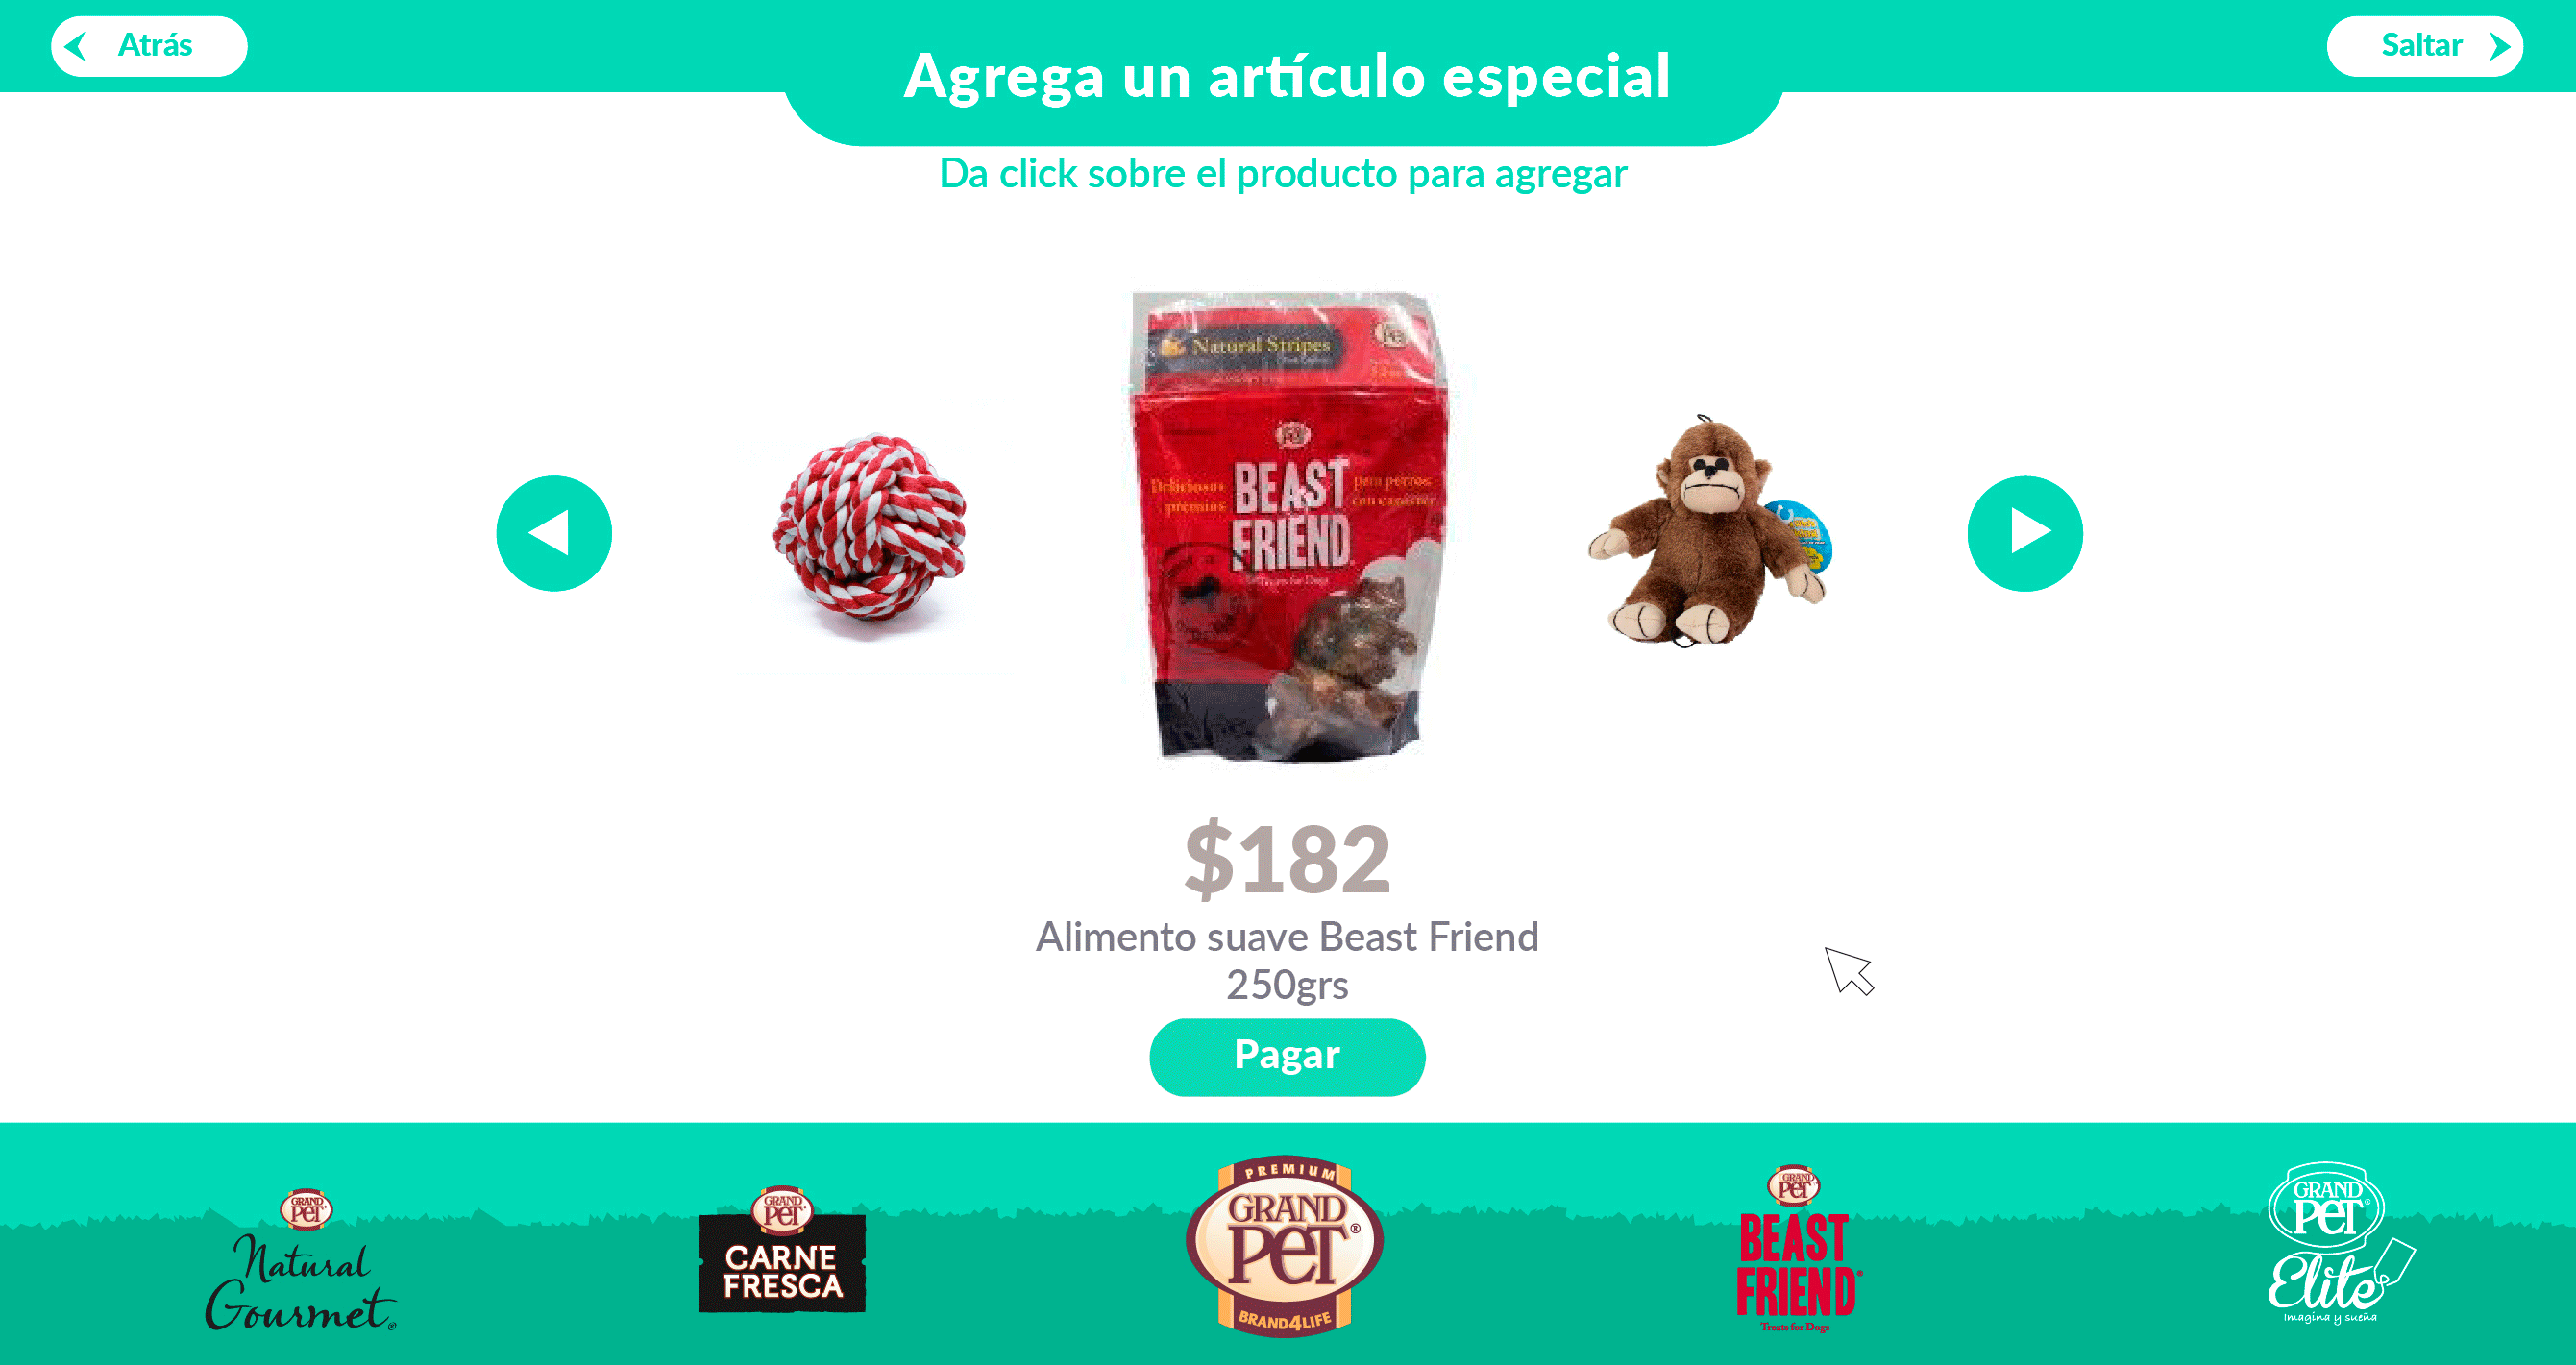 Atrás
Agrega un artículo especial
Saltar
Da click sobre el producto para agregar
Natural Stripes
Deliciosos
premios
BEAST
FRIEND
para perros
con carácter
Treats for Dogs
$182
Alimento suave Beast Friend
250grs
Pagar
GRAND
PET
Natural
Gourmet®
GRAND
PET
CARNE
FRESCA
PREMIUM
GRAND
PET®
BRAND4LIFE
GRAND
PET
BEAST
FRIEND®
Treats for Dogs
GRAND
PET®
Elite
Imagina y sueña